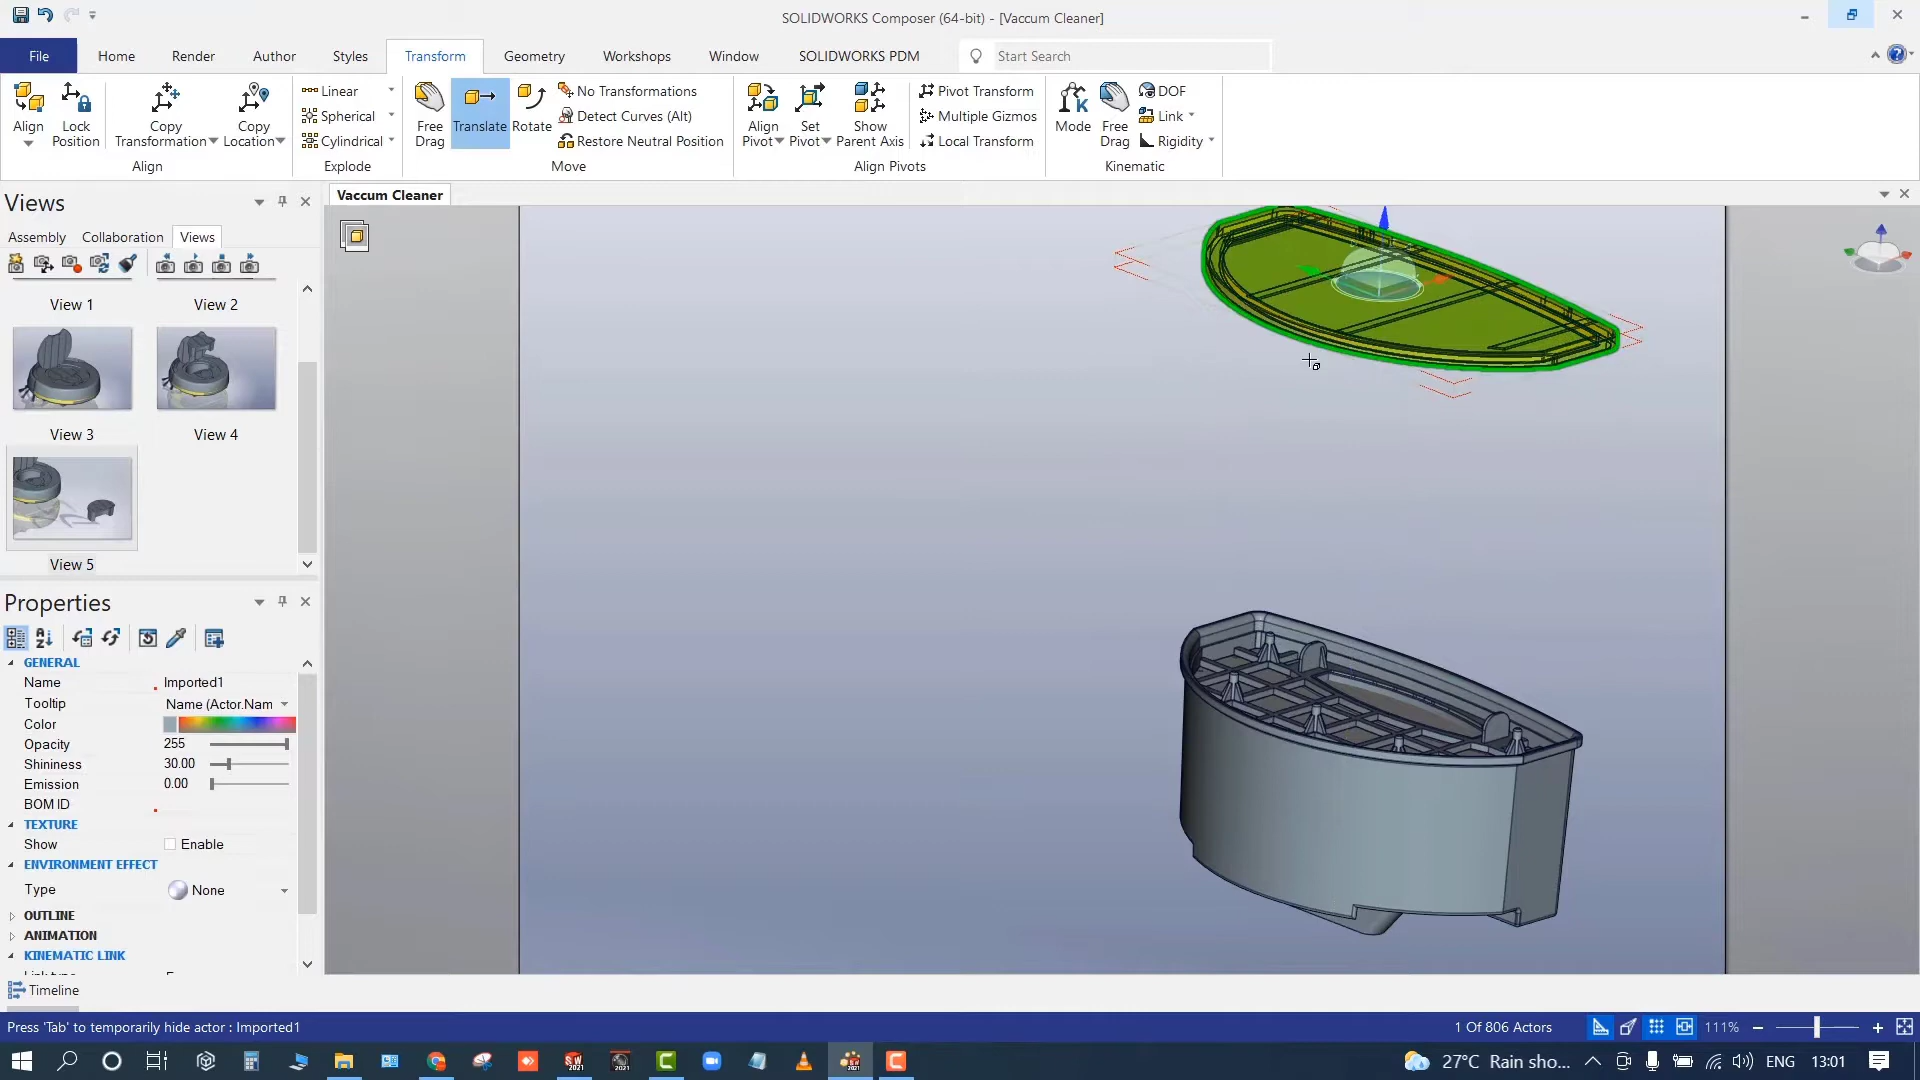 SOLIDWORKS Composer (64-bit) - [Vaccum Cleaner]
File Home Render Author Styles Transform Geometry Workshops Window SOLIDWORKS PDM Start Search
Align
Lock Position
Copy Transformation
Copy Location
Align
Linear
Spherical
Cylindrical
Explode
Free Drag
Translate
Rotate
No Transformations
Detect Curves (Alt)
Restore Neutral Position
Move
Align Pivot
Set Pivot
Show Parent Axis
Pivot Transform
Multiple Gizmos
Local Transform
Align Pivots
Mode
Free Drag
DOF
Link
Rigidity
Kinematic
Views
Assembly Collaboration Views
View 1 View 2
View 3 View 4
View 5
Vaccum Cleaner
Properties
GENERAL
Name Imported1
Tooltip Name (Actor.Nam
Color
Opacity 255
Shininess 30.00
Emission 0.00
BOM ID
TEXTURE
Show Enable
ENVIRONMENT EFFECT
Type None
OUTLINE
ANIMATION
KINEMATIC LINK
Timeline
Press 'Tab' to temporarily hide actor : Imported1
1 Of 806 Actors
111%
27°C Rain sho...
ENG
13:01